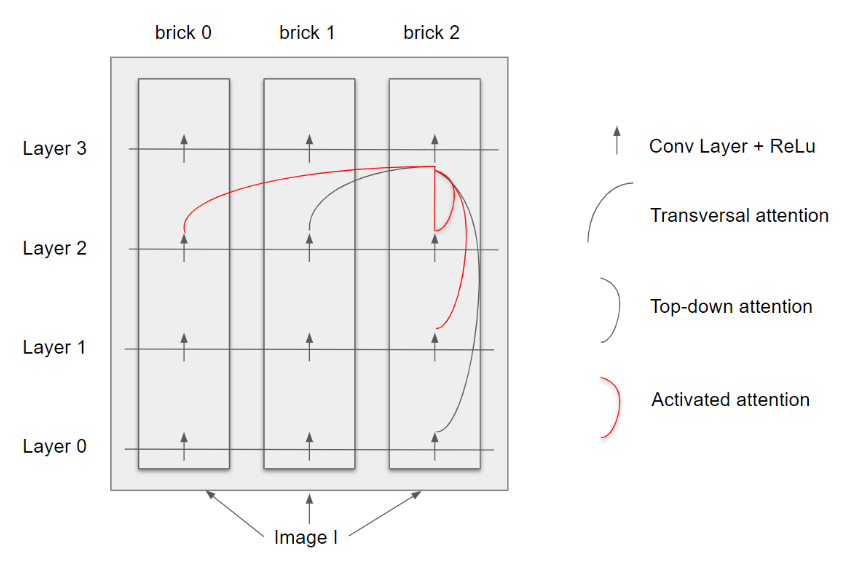 brick 0
brick 1
brick 2
Layer 3
Layer 2
Layer 1
Layer 0
Image I
Conv Layer + ReLu
Transversal attention
Top-down attention
Activated attention